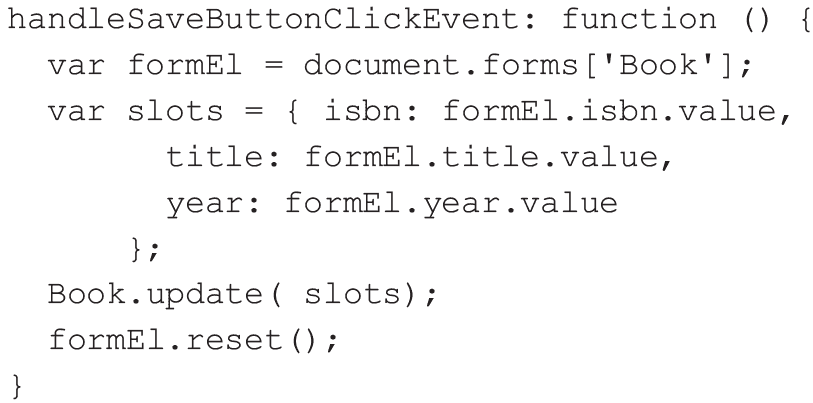 handleSaveButtonClickEvent: function () {
  var formEl = document.forms['Book'];
  var slots = { isbn: formEl.isbn.value,
        title: formEl.title.value,
        year: formEl.year.value
      };
  Book.update( slots);
  formEl.reset();
}